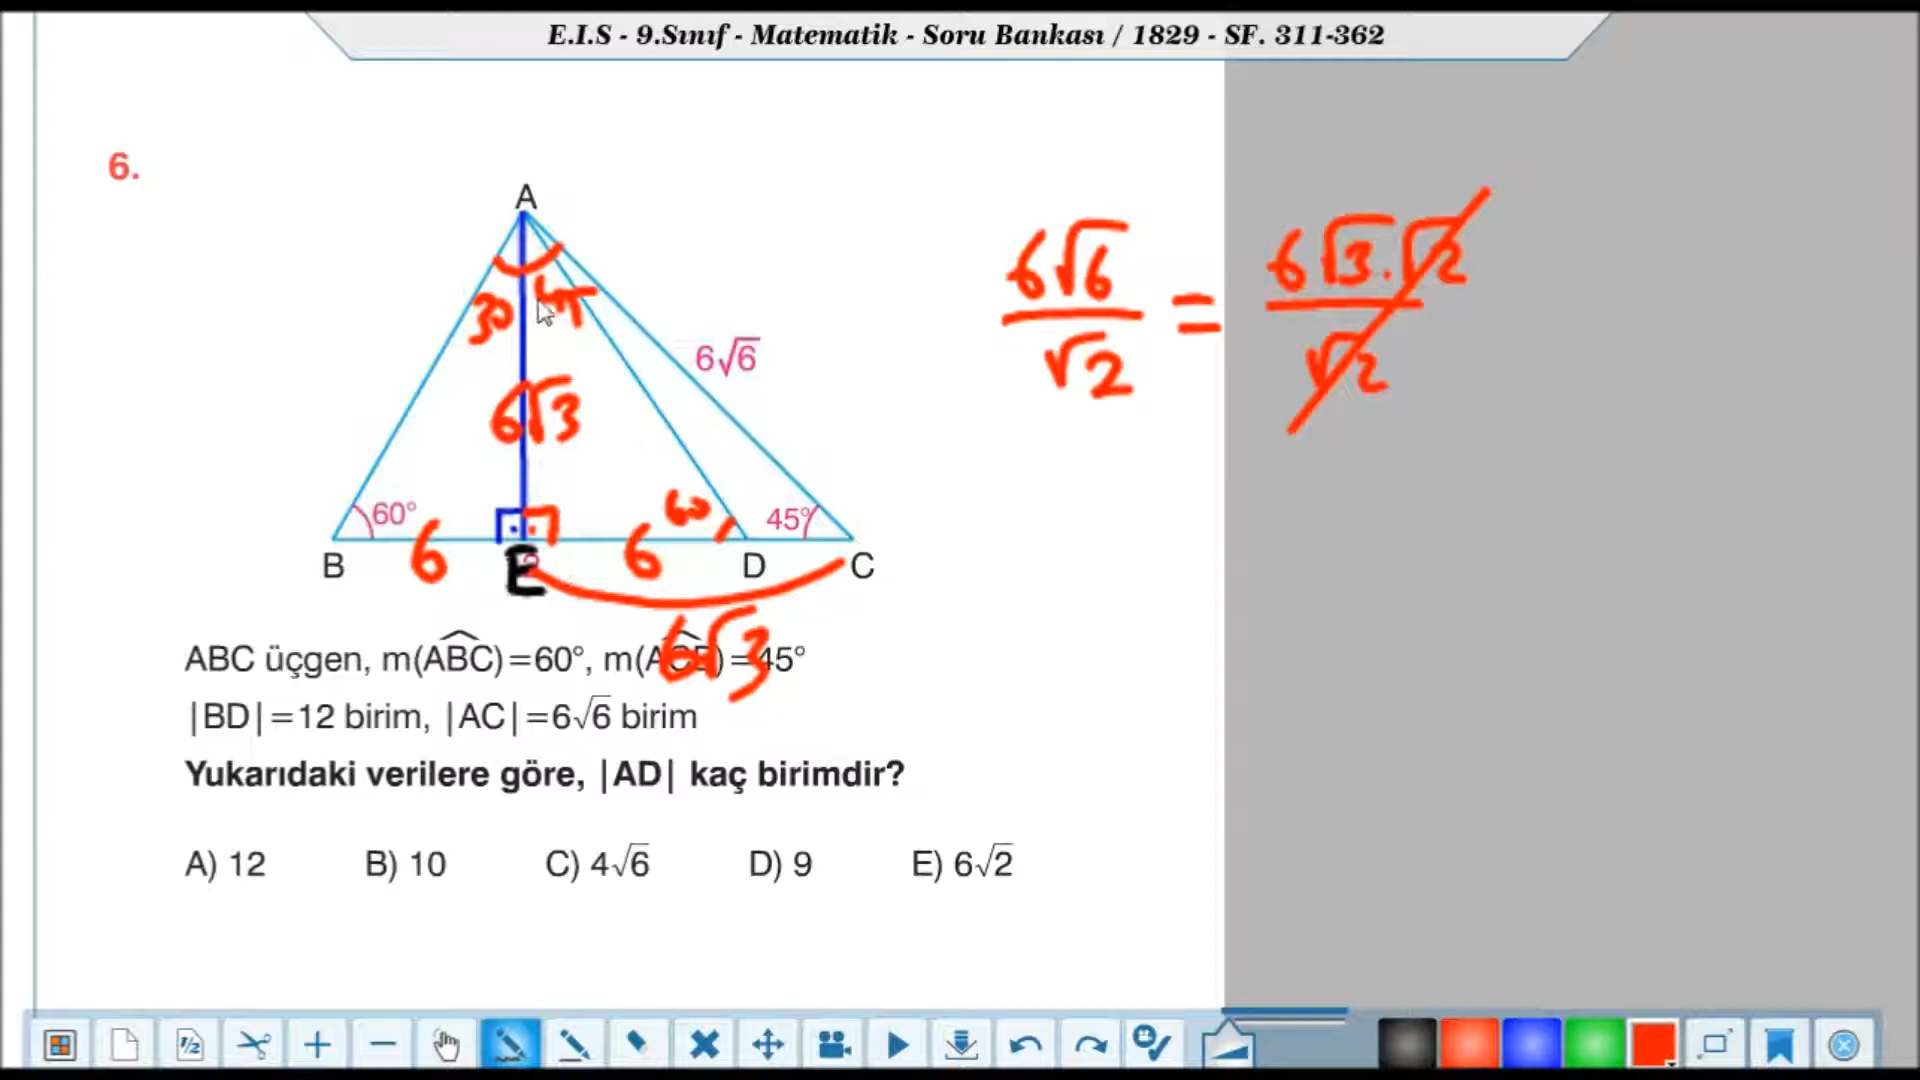 E.I.S - 9.Sınıf - Matematik - Soru Bankası / 1829 - SF. 311-362
6.
A
30 45
6√6
6√3
60° 60 45°
B 6 E 6 D C
6√3
6√6 / √2 = 6√3.√2 / √2
ABC üçgen, m(ABC)=60°, m(ACB)=45°
|BD|=12 birim, |AC|=6√6 birim
Yukarıdaki verilere göre, |AD| kaç birimdir?
A) 12 B) 10 C) 4√6 D) 9 E) 6√2
1/2